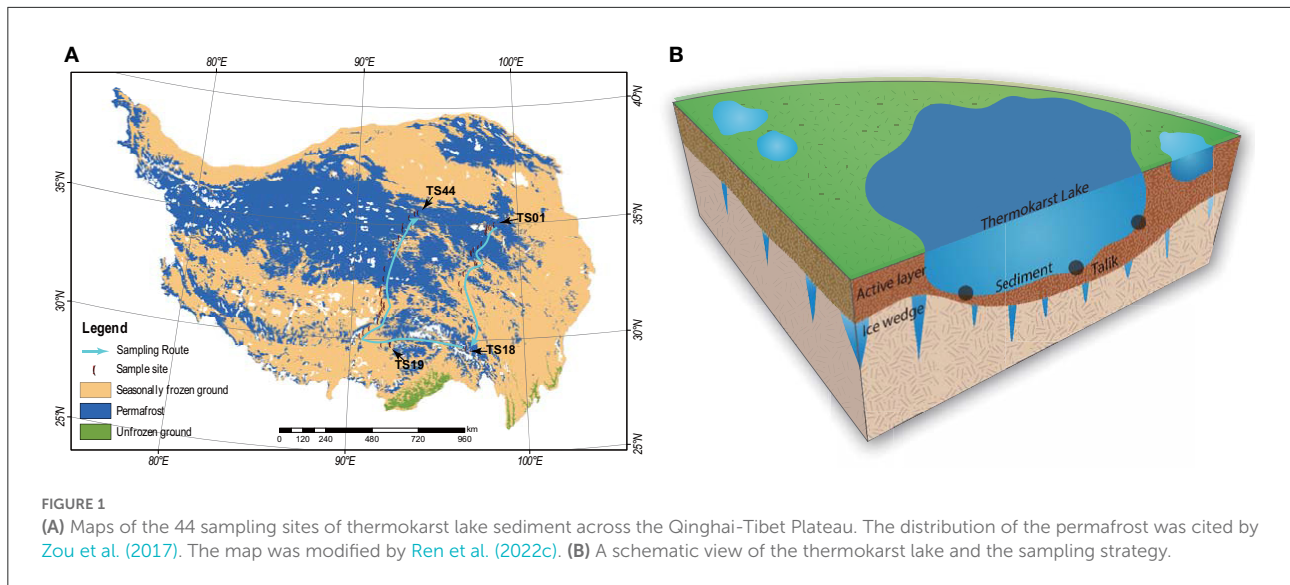 A
B
80°E
90°E
100°E
40°N
35°N
35°N
TS44
TS01
30°N
30°N
Legend
Sampling Route
Sample site
Seasonally frozen ground
Permafrost
Unfrozen ground
TS18
TS19
km
0 120 240 480 720 960
25°N
25°N
80°E
90°E
100°E
Thermokarst Lake
Active layer
Sediment
Talik
Ice wedge
FIGURE 1
(A) Maps of the 44 sampling sites of thermokarst lake sediment across the Qinghai-Tibet Plateau. The distribution of the permafrost was cited by
Zou et al. (2017). The map was modified by Ren et al. (2022c). (B) A schematic view of the thermokarst lake and the sampling strategy.